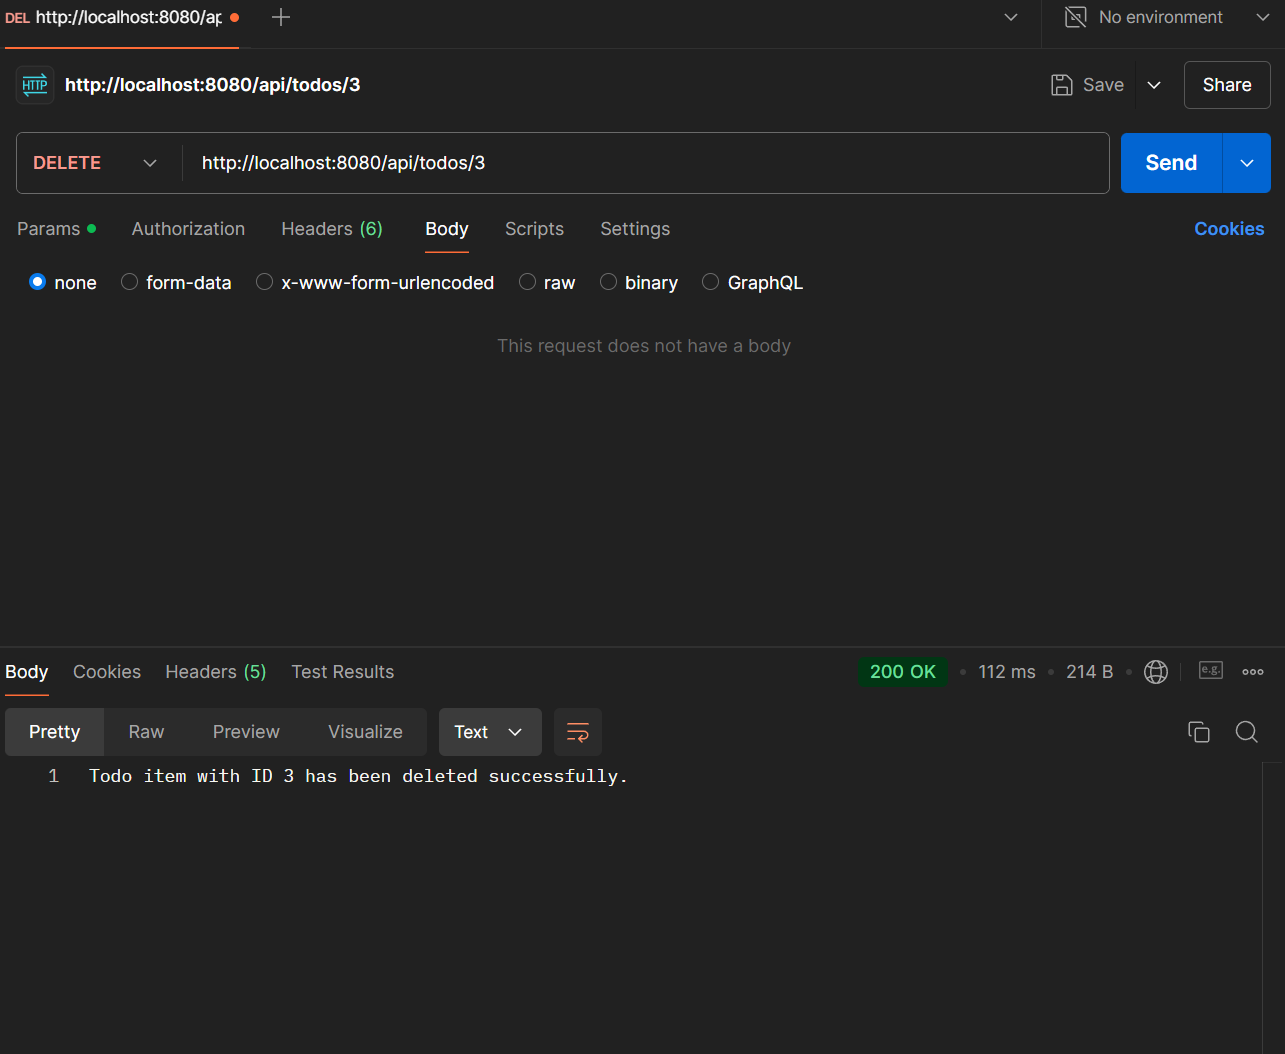 DEL http://localhost:8080/ap
No environment
HTTP http://localhost:8080/api/todos/3 Save Share
DELETE http://localhost:8080/api/todos/3 Send
Params Authorization Headers (6) Body Scripts Settings Cookies
none form-data x-www-form-urlencoded raw binary GraphQL
This request does not have a body
Body Cookies Headers (5) Test Results 200 OK 112 ms 214 B e.g.
Pretty Raw Preview Visualize Text
1 Todo item with ID 3 has been deleted successfully.